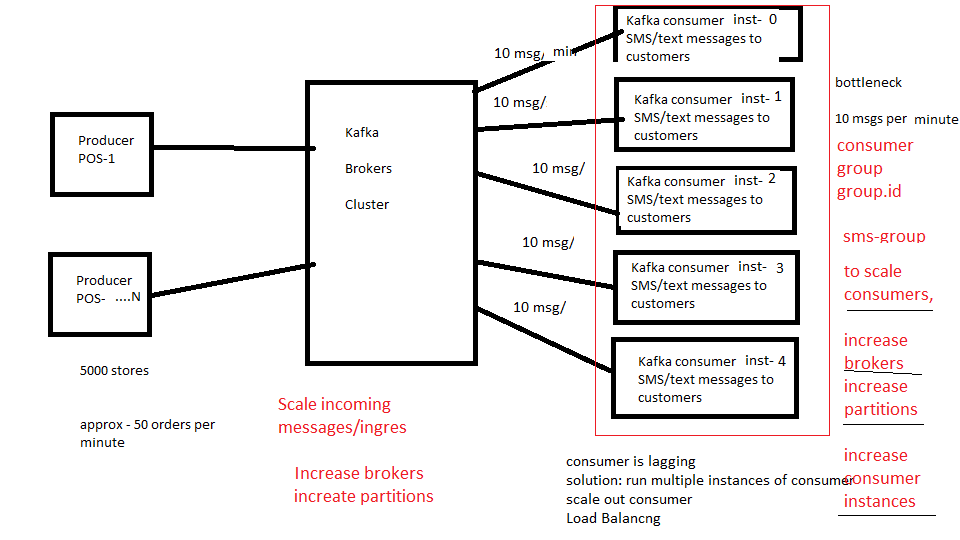 Producer
POS-1
Producer
POS- ....N
5000 stores
approx - 50 orders per
minute
Kafka
Brokers
Cluster
Scale incoming
messages/ingres
Increase brokers
increate partitions
10 msg/ min
10 msg/
10 msg/
10 msg/
10 msg/
Kafka consumer inst- 0
SMS/text messages to
customers
Kafka consumer inst- 1
SMS/text messages to
customers
Kafka consumer inst- 2
SMS/text messages to
customers
Kafka consumer inst- 3
SMS/text messages to
customers
Kafka consumer inst- 4
SMS/text messages to
customers
consumer is lagging
solution: run multiple instances of consumer
scale out consumer
Load Balancng
bottleneck
10 msgs per minute
consumer
group
group.id
sms-group
to scale
consumers,
increase
brokers
increase
partitions
increase
consumer
instances